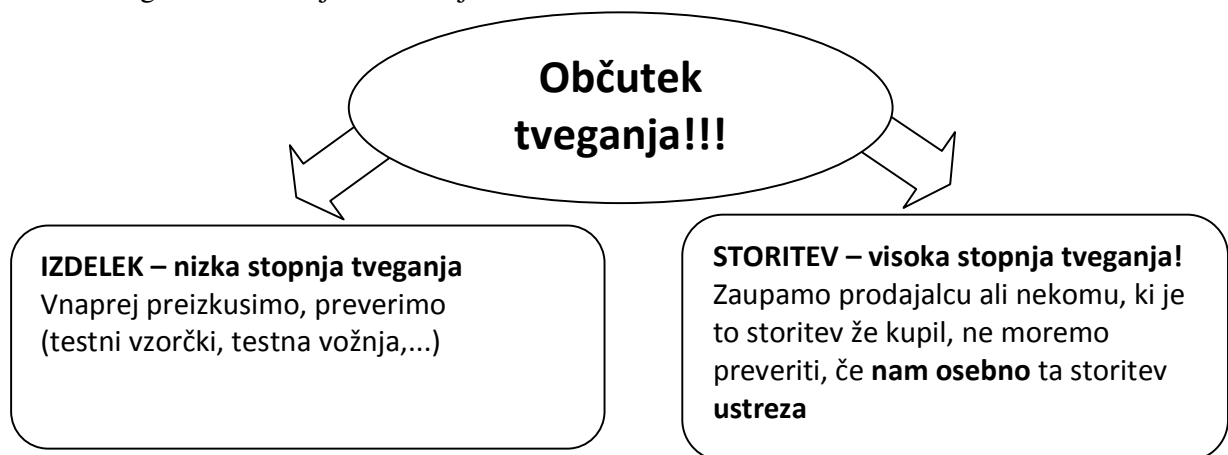 Občutek
tveganja!!!
IZDELEK – nizka stopnja tveganja
Vnaprej preizkusimo, preverimo
(testni vzorčki, testna vožnja,...)
STORITEV – visoka stopnja tveganja!
Zaupamo prodajalcu ali nekomu, ki je
to storitev že kupil, ne moremo
preveriti, če nam osebno ta storitev
ustreza